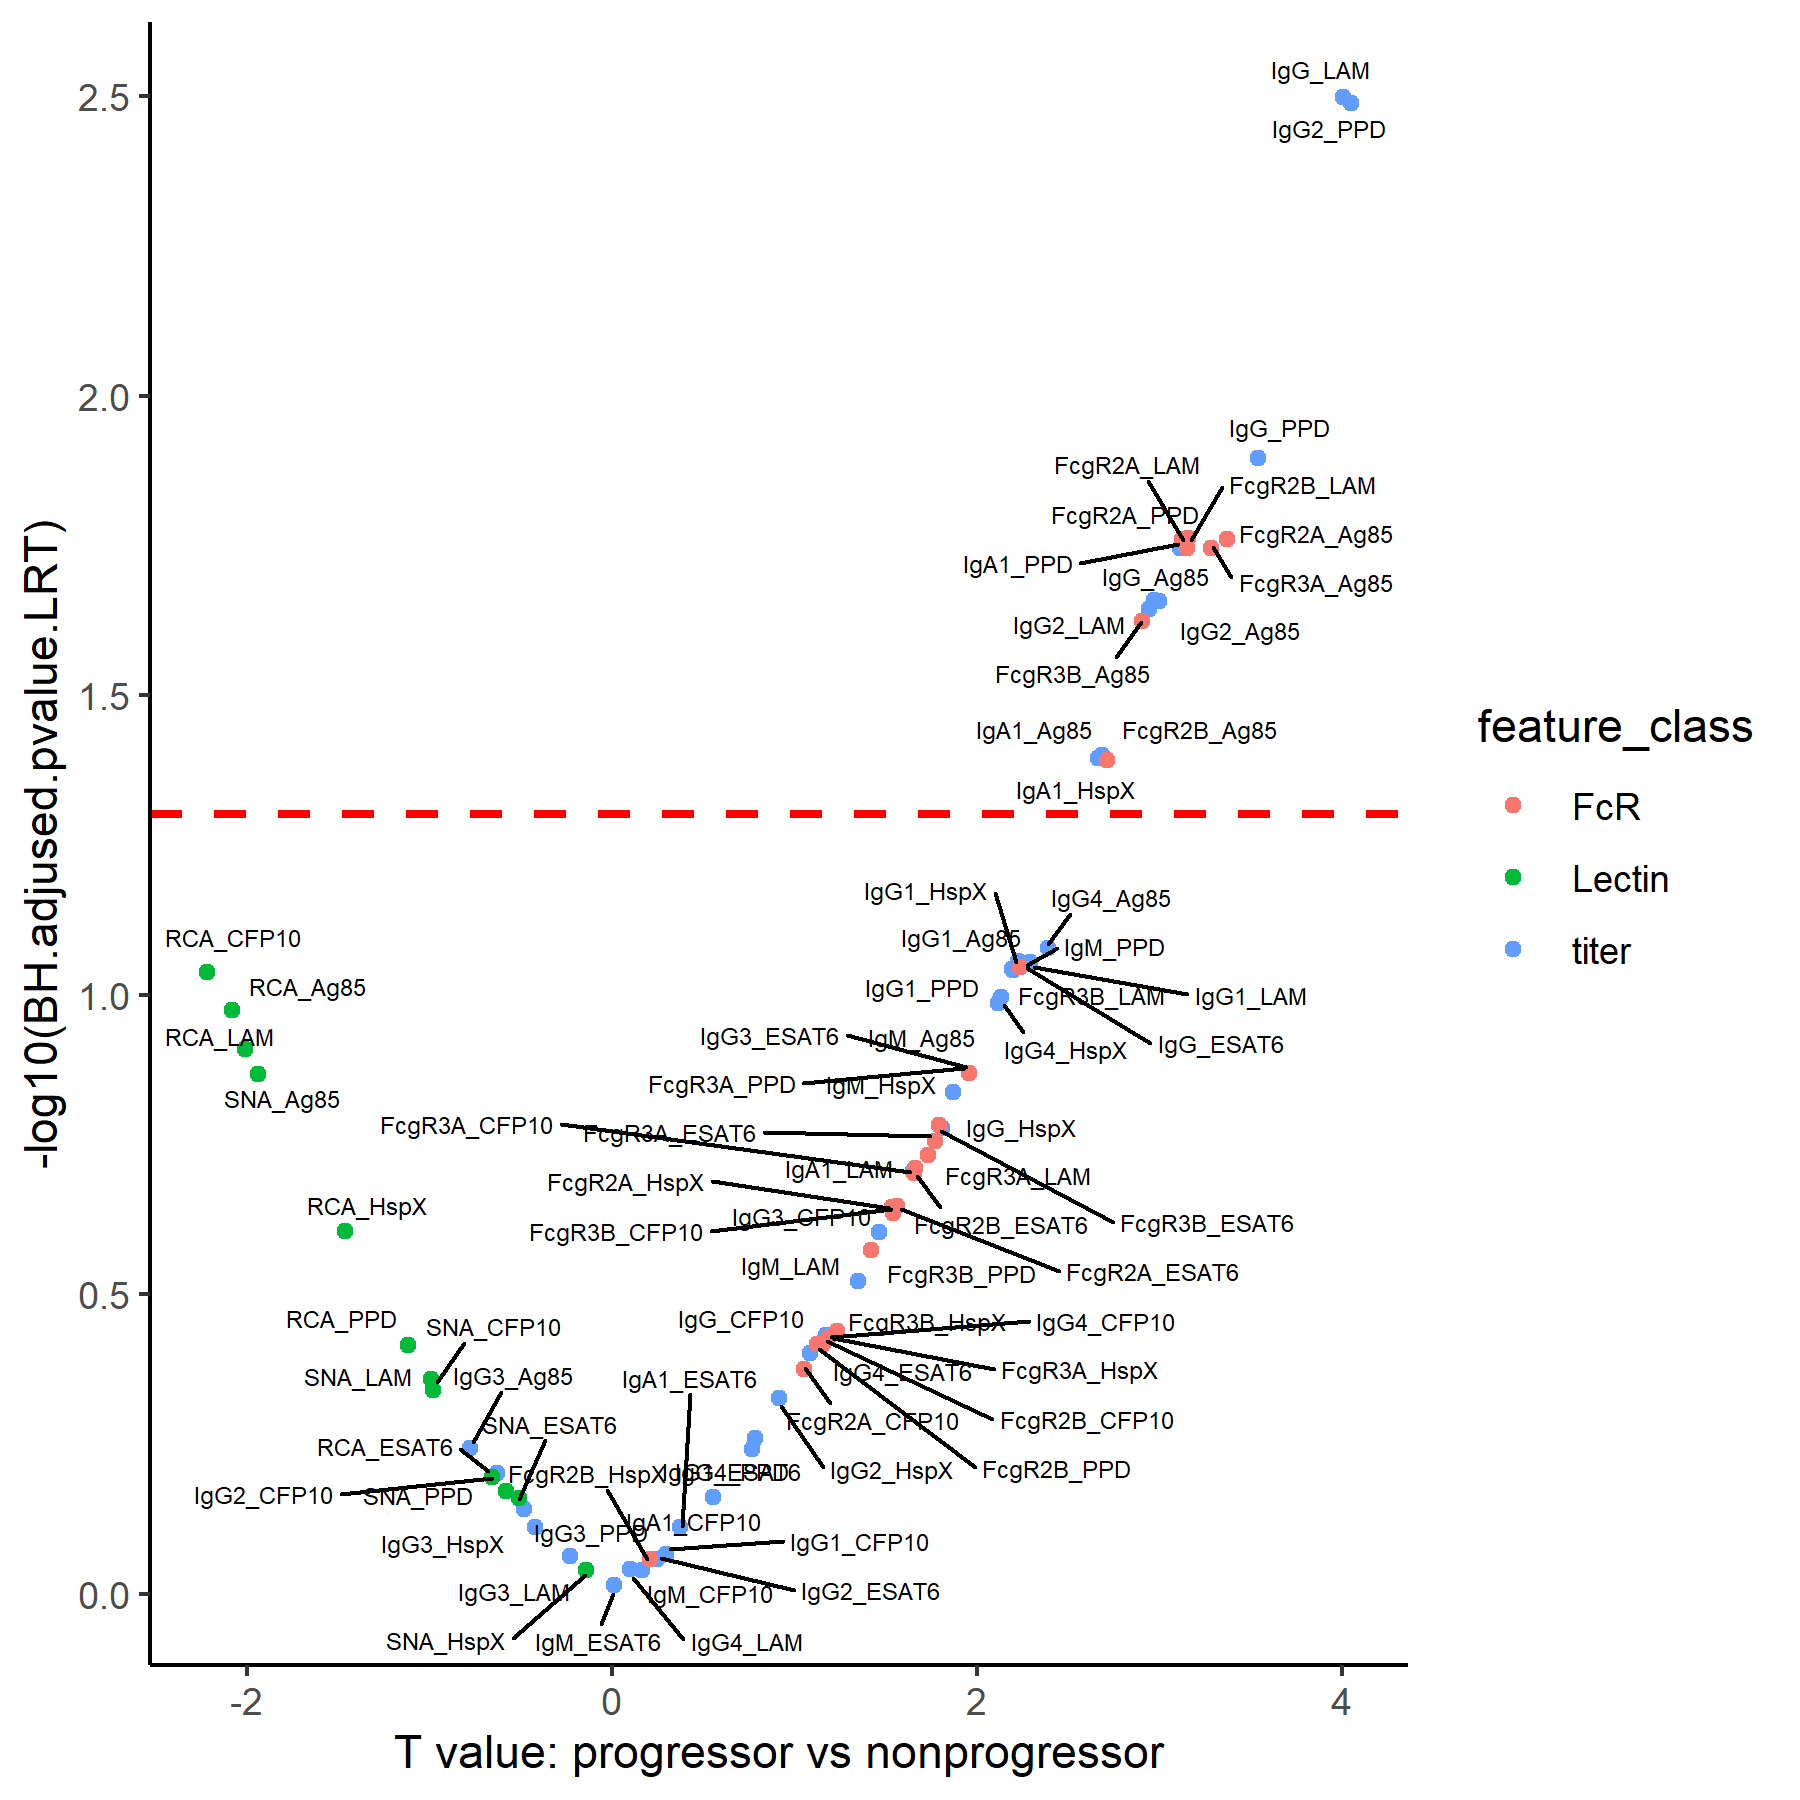 IgG_LAM
2.5
IgG2_PPD
2.0
IgG_PPD
FcgR2A_LAM
FcgR2B_LAM
FcgR2A_PPD
FcgR2A_Ag85
IgA1_PPD
IgG_Ag85
FcgR3A_Ag85
IgG2_LAM
IgG2_Ag85
FcgR3B_Ag85
1.5
IgA1_Ag85
FcgR2B_Ag85
IgA1_HspX
IgG1_HspX
IgG4_Ag85
RCA_CFP10
IgG1_Ag85
IgM_PPD
RCA_Ag85
1.0
IgG1_PPD
FcgR3B_LAM
IgG1_LAM
RCA_LAM
IgG3_ESAT6
IgM_Ag85
IgG4_HspX
IgG_ESAT6
SNA_Ag85
FcgR3A_PPD
IgM_HspX
FcgR3A_CFP10
FcgR3A_ESAT6
IgG_HspX
IgA1_LAM
FcgR3A_LAM
FcgR2A_HspX
RCA_HspX
IgG3_CFP10
FcgR2B_ESAT6
FcgR3B_ESAT6
FcgR3B_CFP10
IgM_LAM
FcgR3B_PPD
FcgR2A_ESAT6
0.5
RCA_PPD
SNA_CFP10
IgG_CFP10
FcgR3B_HspX
IgG4_CFP10
SNA_LAM
IgG3_Ag85
IgA1_ESAT6
IgG4_ESAT6
FcgR3A_HspX
SNA_ESAT6
FcgR2A_CFP10
FcgR2B_CFP10
RCA_ESAT6
FcgR2B_HspX
IgG4_PPD
IgG1_ESAT6
IgG2_HspX
FcgR2B_PPD
IgG2_CFP10
SNA_PPD
IgG3_HspX
IgG3_PPD
IgA1_CFP10
IgG1_CFP10
0.0
IgG3_LAM
IgM_CFP10
IgG2_ESAT6
SNA_HspX
IgM_ESAT6
IgG4_LAM
-2
0
2
4
T value: progressor vs nonprogressor
-log10(BH.adjused.pvalue.LRT)
feature_class
FcR
Lectin
titer